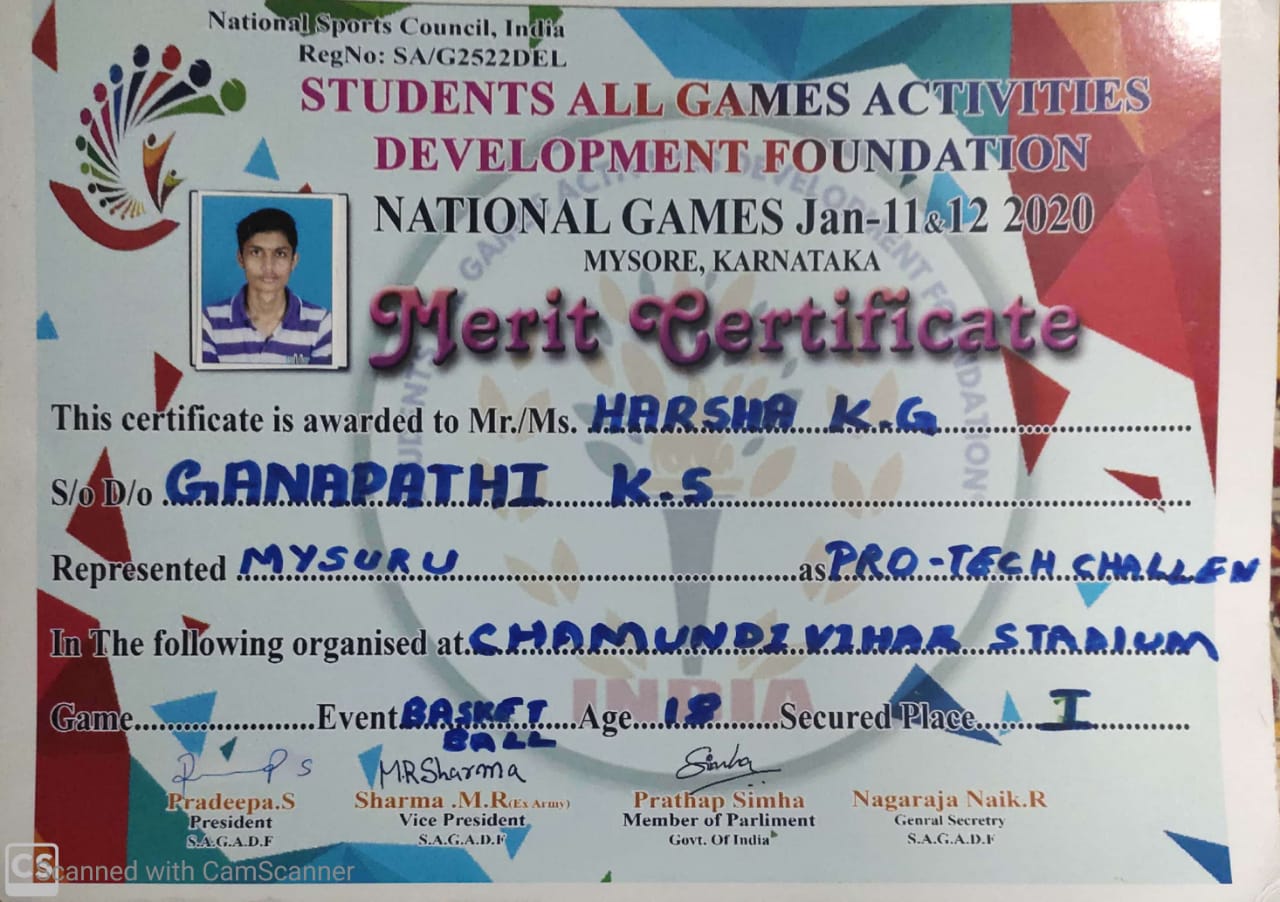 National Sports Council, India
RegNo: SA/G2522DEL
STUDENTS ALL GAMES ACTIVITIES
DEVELOPMENT FOUNDATION
NATIONAL GAMES Jan-11&12 2020
MYSORE, KARNATAKA
Merit Certificate
This certificate is awarded to Mr./Ms. HARSHA K.G
S/o D/o GANAPATHI K.S
Represented MYSURU as PRO-TECH CHALLEN
In The following organised at CHAMUNDI VIHAR STADIUM
Game Event BASKET BALL Age 18 Secured Place I
INDIA
MRSharma Simha
Pradeepa.S Sharma .M.R(Ex Army) Prathap Simha Nagaraja Naik.R
President Vice President Member of Parliment Genral Secretry
S.A.G.A.D.F S.A.G.A.D.F Govt. Of India S.A.G.A.D.F
CS Scanned with CamScanner